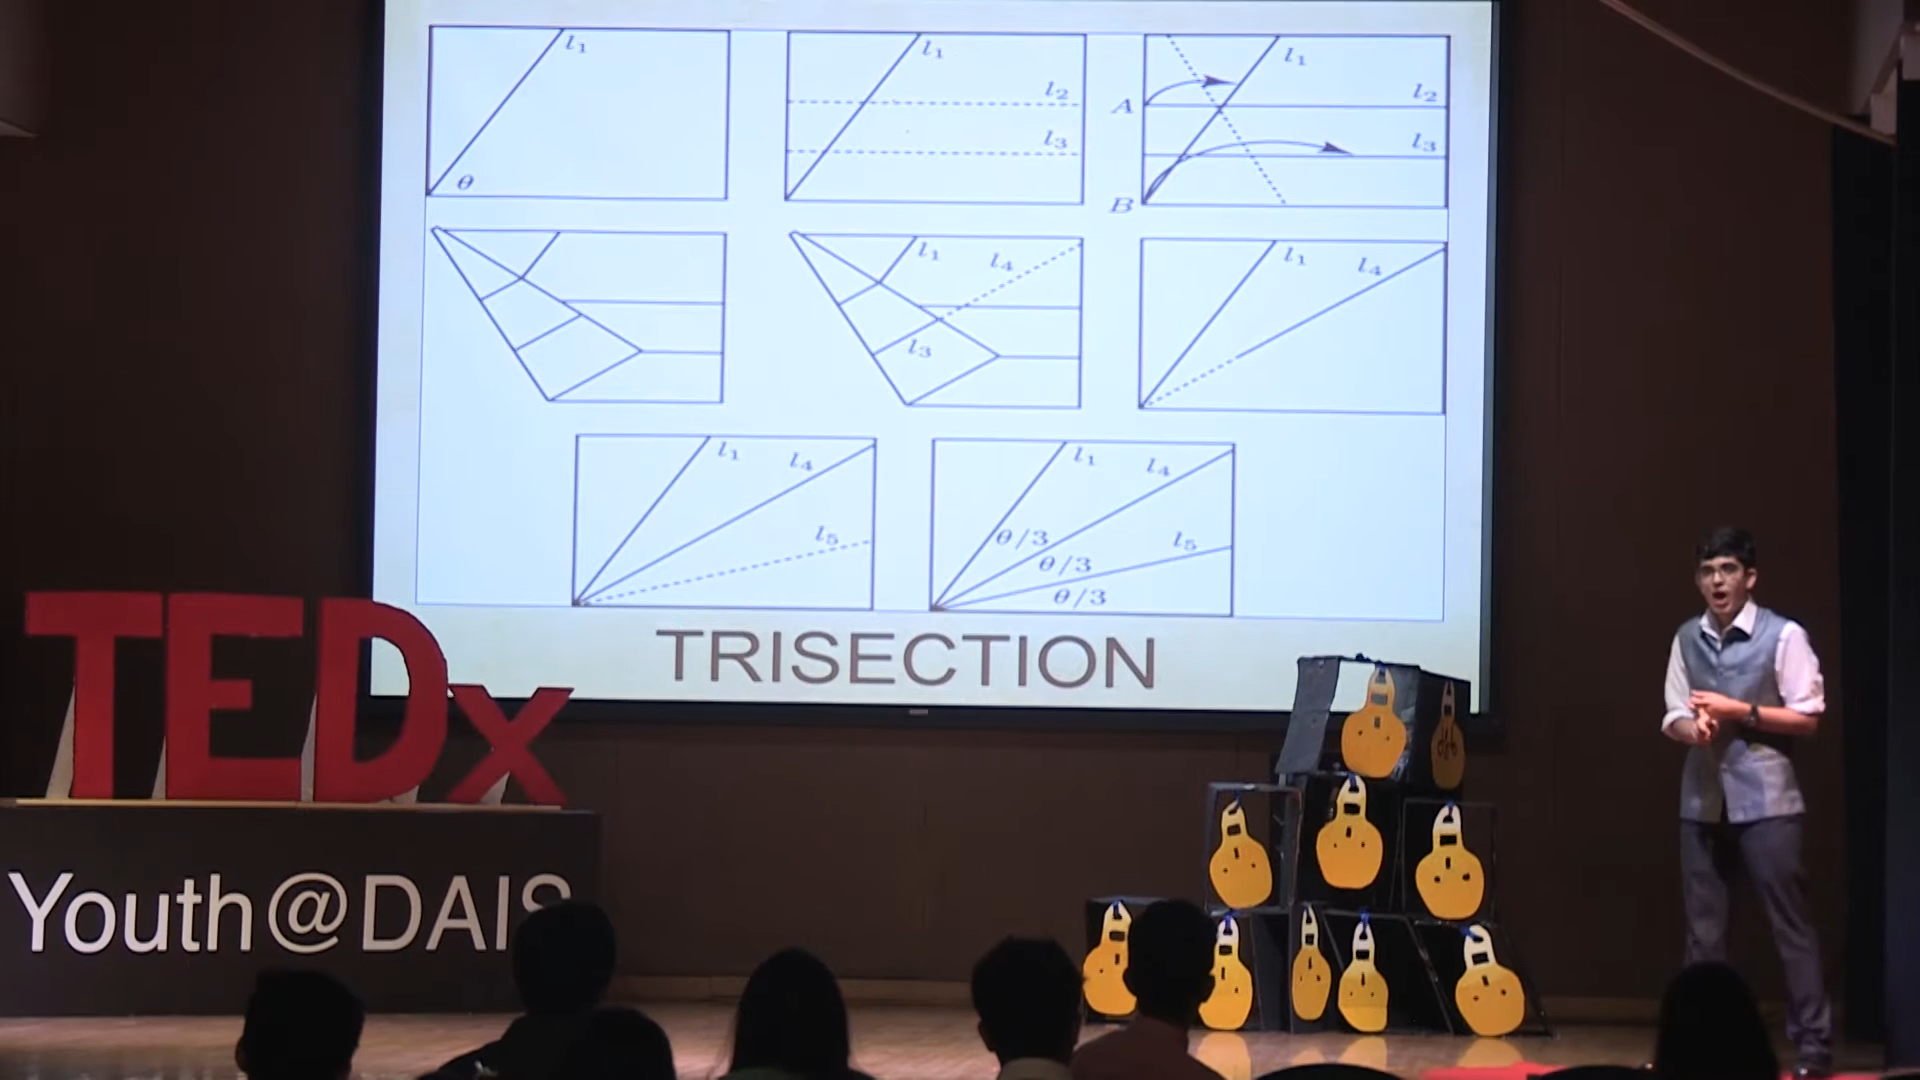 l1
θ
l1
l2
l3
l1
l2
l3
A
B
l1
l4
l3
l1
l4
l1
l4
l5
l1
l4
l5
θ/3
θ/3
θ/3
TRISECTION
TEDx
Youth@DAIS